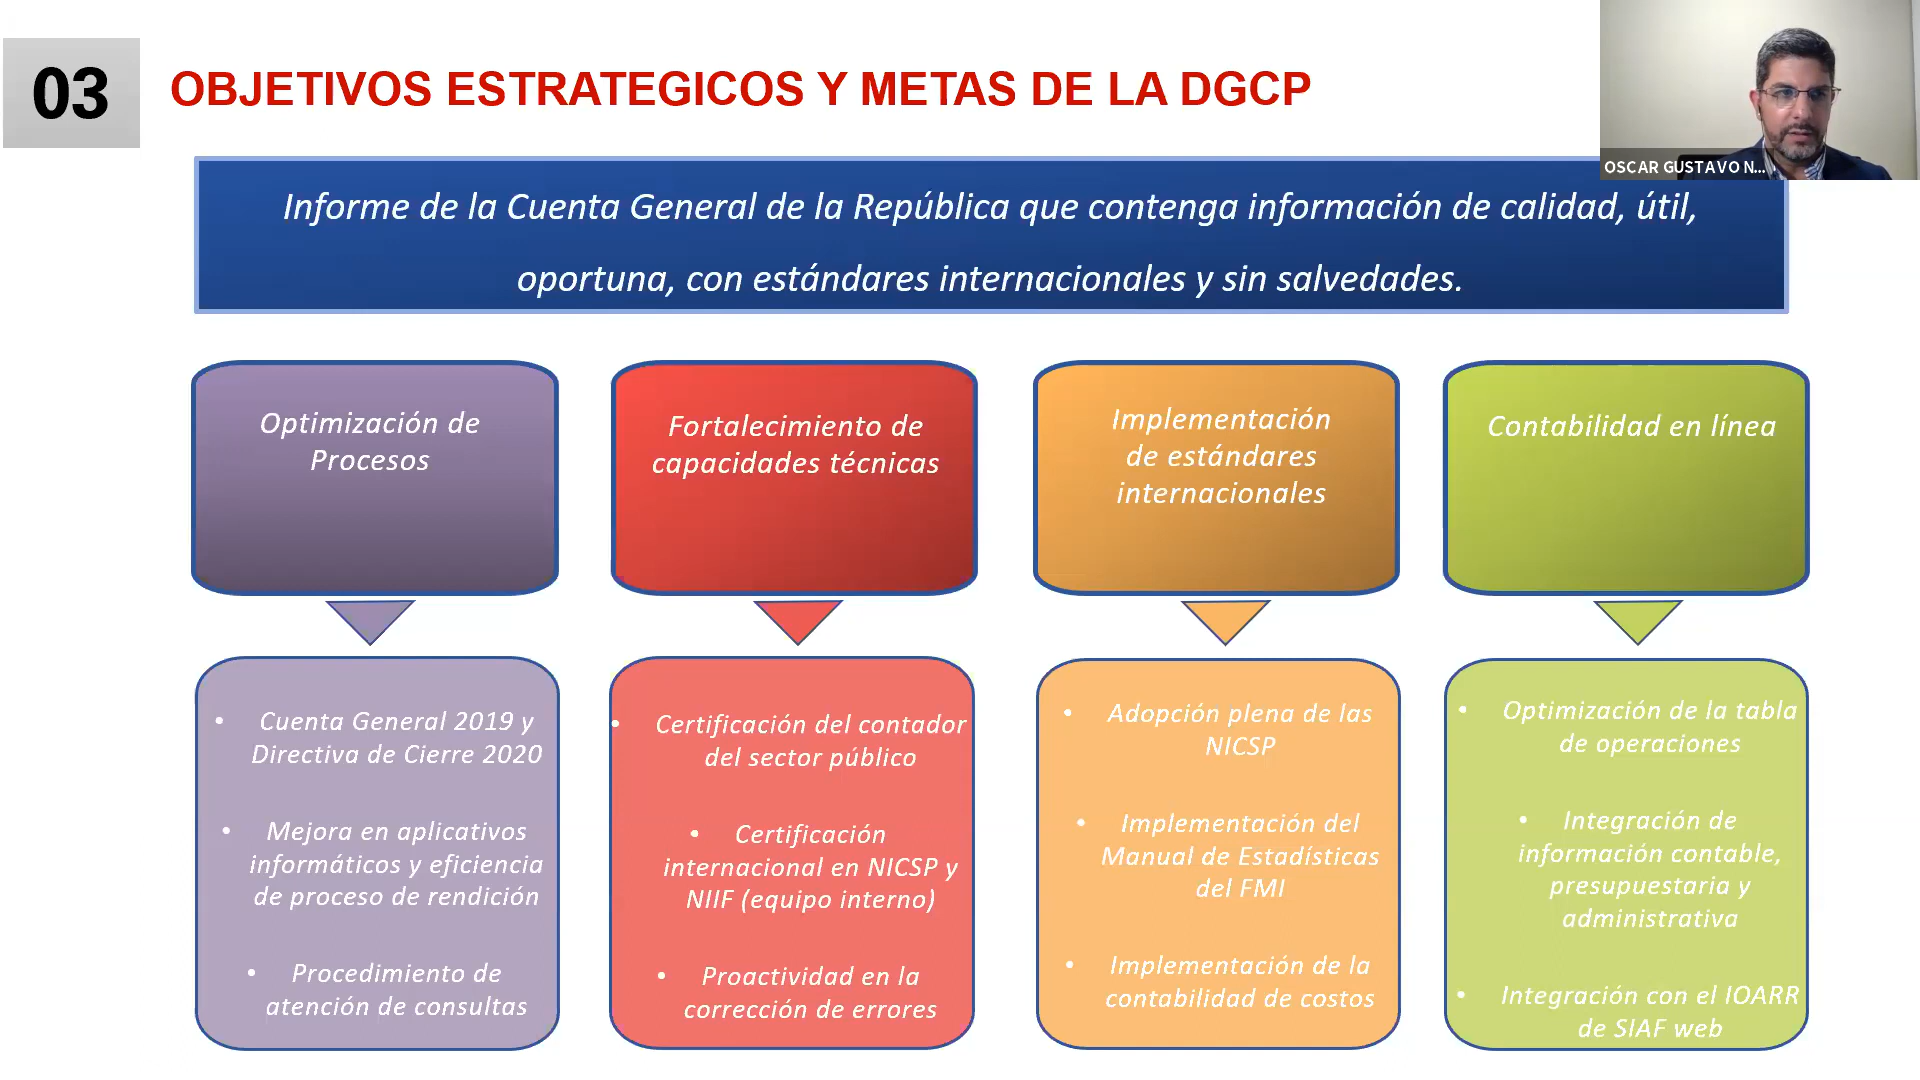 03
OBJETIVOS ESTRATEGICOS Y METAS DE LA DGCP
OSCAR GUSTAVO N...
Informe de la Cuenta General de la República que contenga información de calidad, útil,
oportuna, con estándares internacionales y sin salvedades.
Optimización de
Procesos
Fortalecimiento de
capacidades técnicas
Implementación
de estándares
internacionales
Contabilidad en línea
• Cuenta General 2019 y
Directiva de Cierre 2020
• Mejora en aplicativos
informáticos y eficiencia
de proceso de rendición
• Procedimiento de
atención de consultas
• Certificación del contador
del sector público
• Certificación
internacional en NICSP y
NIIF (equipo interno)
• Proactividad en la
corrección de errores
• Adopción plena de las
NICSP
• Implementación del
Manual de Estadísticas
del FMI
• Implementación de la
contabilidad de costos
• Optimización de la tabla
de operaciones
• Integración de
información contable,
presupuestaria y
administrativa
• Integración con el IOARR
de SIAF web